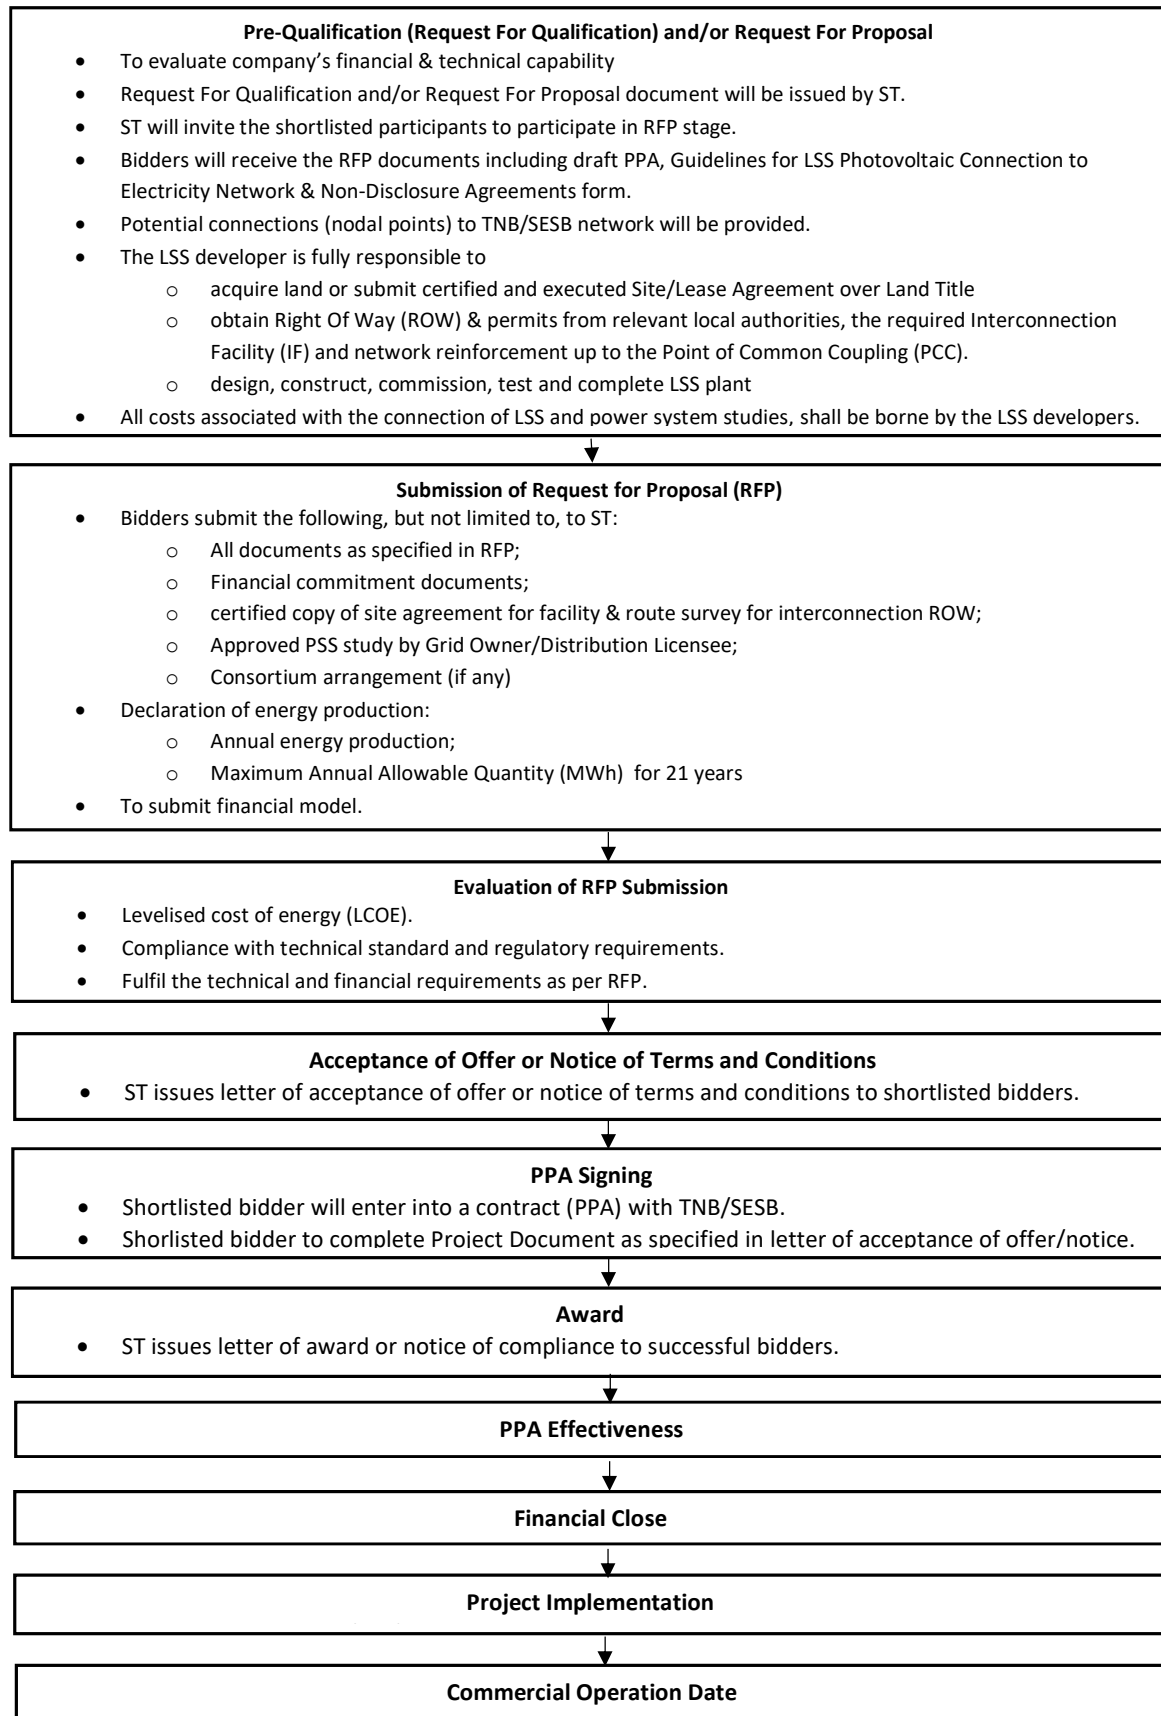 Pre-Qualification (Request For Qualification) and/or Request For Proposal
• To evaluate company’s financial & technical capability
• Request For Qualification and/or Request For Proposal document will be issued by ST.
• ST will invite the shortlisted participants to participate in RFP stage.
• Bidders will receive the RFP documents including draft PPA, Guidelines for LSS Photovoltaic Connection to
Electricity Network & Non-Disclosure Agreements form.
• Potential connections (nodal points) to TNB/SESB network will be provided.
• The LSS developer is fully responsible to
o acquire land or submit certified and executed Site/Lease Agreement over Land Title
o obtain Right Of Way (ROW) & permits from relevant local authorities, the required Interconnection
Facility (IF) and network reinforcement up to the Point of Common Coupling (PCC).
o design, construct, commission, test and complete LSS plant
• All costs associated with the connection of LSS and power system studies, shall be borne by the LSS developers.
Submission of Request for Proposal (RFP)
• Bidders submit the following, but not limited to, to ST:
o All documents as specified in RFP;
o Financial commitment documents;
o certified copy of site agreement for facility & route survey for interconnection ROW;
o Approved PSS study by Grid Owner/Distribution Licensee;
o Consortium arrangement (if any)
• Declaration of energy production:
o Annual energy production;
o Maximum Annual Allowable Quantity (MWh) for 21 years
• To submit financial model.
Evaluation of RFP Submission
• Levelised cost of energy (LCOE).
• Compliance with technical standard and regulatory requirements.
• Fulfil the technical and financial requirements as per RFP.
Acceptance of Offer or Notice of Terms and Conditions
• ST issues letter of acceptance of offer or notice of terms and conditions to shortlisted bidders.
PPA Signing
• Shortlisted bidder will enter into a contract (PPA) with TNB/SESB.
• Shorlisted bidder to complete Project Document as specified in letter of acceptance of offer/notice.
Award
• ST issues letter of award or notice of compliance to successful bidders.
PPA Effectiveness
Financial Close
Project Implementation
Commercial Operation Date